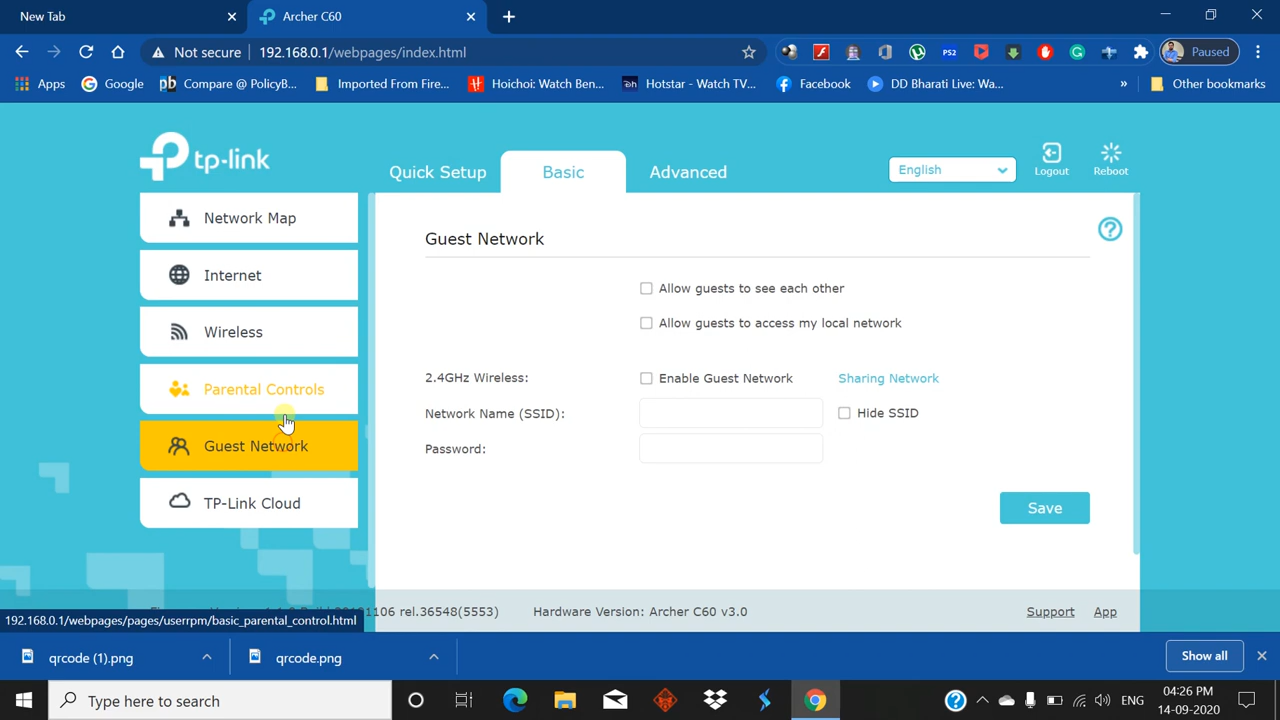 New Tab
Archer C60
Not secure 192.168.0.1/webpages/index.html
PS2
Paused
Apps Google pb Compare @ PolicyB... Imported From Fire... Hoichoi: Watch Ben... Hotstar - Watch TV... Facebook DD Bharati Live: Wa... » Other bookmarks
tp-link
Quick Setup Basic Advanced English Logout Reboot
Network Map
Internet
Wireless
Parental Controls
Guest Network
TP-Link Cloud
Guest Network
Allow guests to see each other
Allow guests to access my local network
2.4GHz Wireless: Enable Guest Network Sharing Network
Network Name (SSID): Hide SSID
Password:
Save
1106 rel.36548(5553) Hardware Version: Archer C60 v3.0 Support App
192.168.0.1/webpages/pages/userrpm/basic_parental_control.html
qrcode (1).png qrcode.png Show all
Type here to search
ENG
04:26 PM
14-09-2020